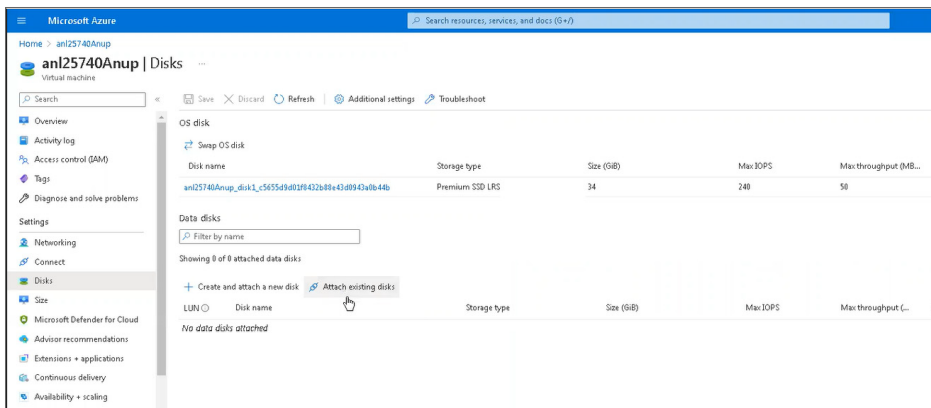 Microsoft Azure
Search resources, services, and docs (G+/)
Home > anl25740Anup
anl25740Anup | Disks ...
Virtual machine
Search
«
Save Discard Refresh Additional settings Troubleshoot
Overview
Activity log
Access control (IAM)
Tags
Diagnose and solve problems
Settings
Networking
Connect
Disks
Size
Microsoft Defender for Cloud
Advisor recommendations
Extensions + applications
Continuous delivery
Availability + scaling
OS disk
Swap OS disk
Disk name Storage type Size (GiB) Max IOPS Max throughput (MB...
anl25740Anup_disk1_c5655d9d01f8432b88e43d0943a0b44b Premium SSD LRS 34 240 50
Data disks
Filter by name
Showing 0 of 0 attached data disks
+ Create and attach a new disk Attach existing disks
LUN Disk name Storage type Size (GiB) Max IOPS Max throughput (...
No data disks attached